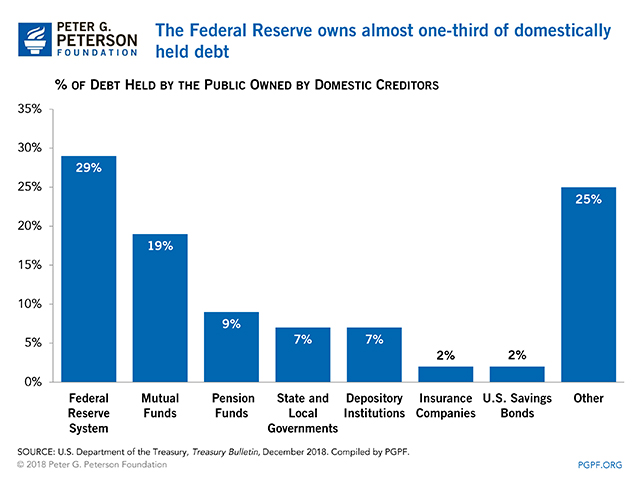 PETER G.
PETERSON
FOUNDATION
The Federal Reserve owns almost one-third of domestically
held debt
% OF DEBT HELD BY THE PUBLIC OWNED BY DOMESTIC CREDITORS
35%
30%
25%
20%
15%
10%
5%
0%
29%
19%
9%
7%
7%
2%
2%
25%
Federal
Reserve
System
Mutual
Funds
Pension
Funds
State and
Local
Governments
Depository
Institutions
Insurance
Companies
U.S. Savings
Bonds
Other
SOURCE: U.S. Department of the Treasury, Treasury Bulletin, December 2018. Compiled by PGPF.
© 2018 Peter G. Peterson Foundation
PGPF.ORG